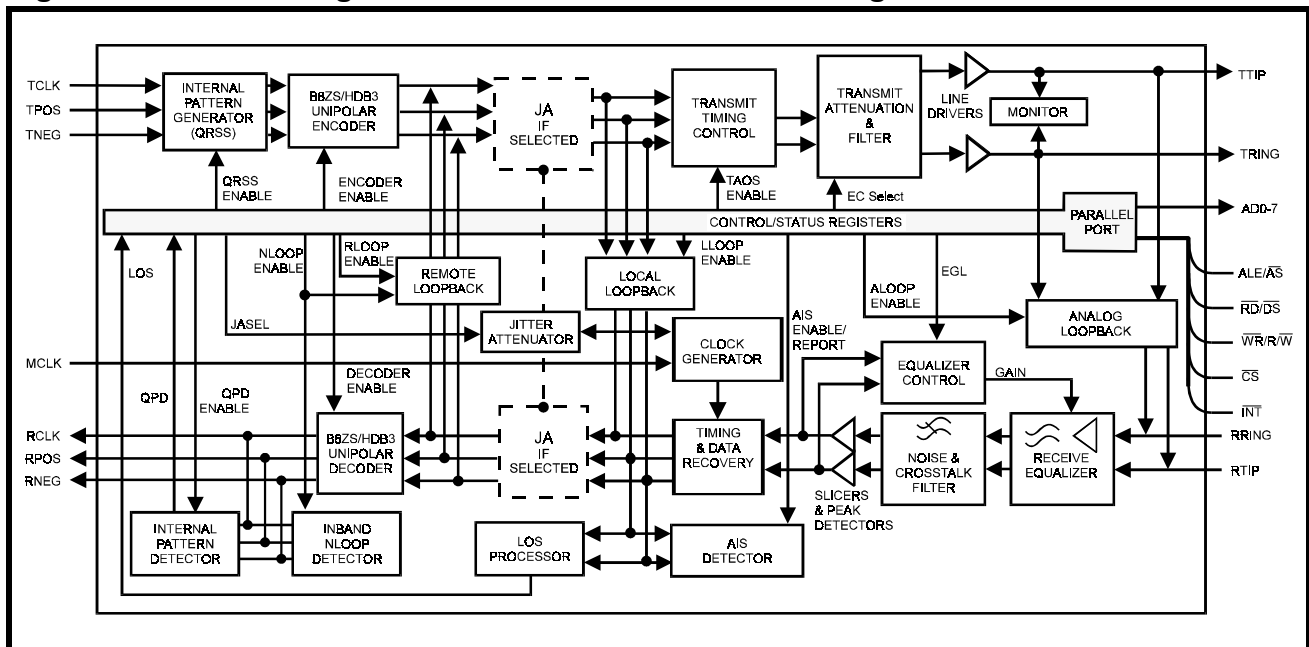 TCLK
TPOS
TNEG
INTERNAL
PATTERN
GENERATOR
(QRSS)
B8ZS/HDB3
UNIPOLAR
ENCODER
JA
IF
SELECTED
TRANSMIT
TIMING
CONTROL
TRANSMIT
ATTENUATION
&
FILTER
LINE
DRIVERS
MONITOR
TTIP
TRING
QRSS
ENABLE
ENCODER
ENABLE
TAOS
ENABLE
EC Select
CONTROL/STATUS REGISTERS
PARALLEL
PORT
AD0-7
ALE/AS
RD/DS
WR/R/W
CS
INT
LOS
NLOOP
ENABLE
RLOOP
ENABLE
REMOTE
LOOPBACK
LOCAL
LOOPBACK
LLOOP
ENABLE
AIS
ENABLE/
REPORT
ALOOP
ENABLE
EGL
ANALOG
LOOPBACK
JASEL
JITTER
ATTENUATOR
CLOCK
GENERATOR
EQUALIZER
CONTROL
GAIN
MCLK
QPD
QPD
ENABLE
DECODER
ENABLE
RCLK
RPOS
RNEG
B8ZS/HDB3
UNIPOLAR
DECODER
JA
IF
SELECTED
TIMING
& DATA
RECOVERY
SLICERS
& PEAK
DETECTORS
NOISE &
CROSSTALK
FILTER
RECEIVE
EQUALIZER
RRING
RTIP
INTERNAL
PATTERN
DETECTOR
INBAND
NLOOP
DETECTOR
LOS
PROCESSOR
AIS
DETECTOR